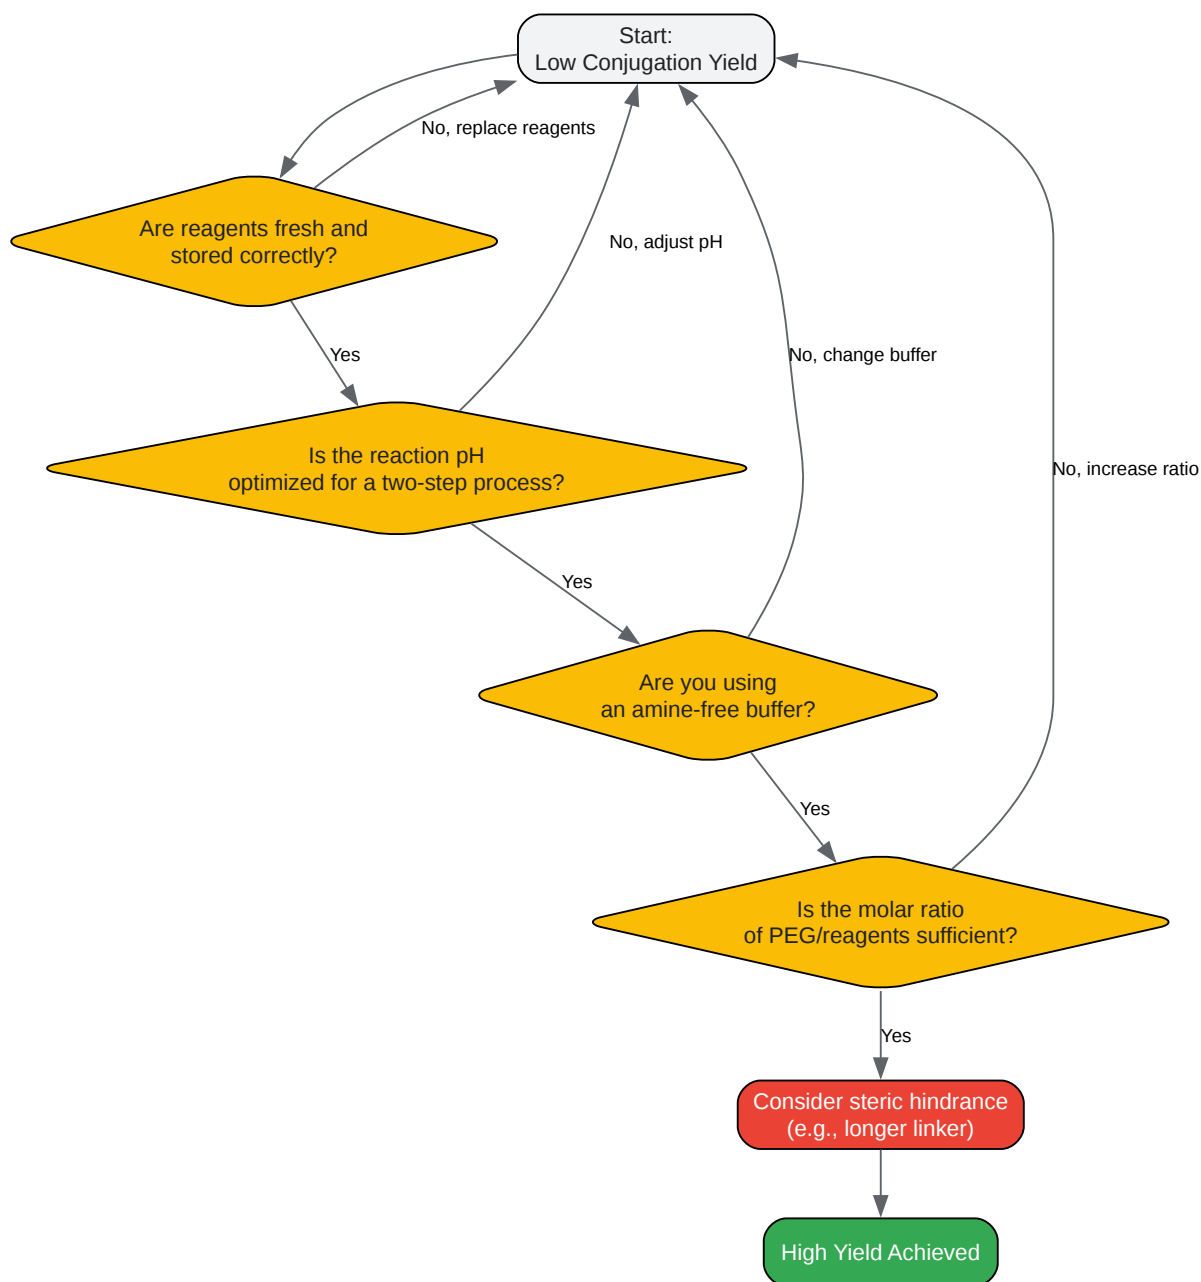 Start:
Low Conjugation Yield
No, replace reagents
Are reagents fresh and
stored correctly?
No, adjust pH
Yes
No, change buffer
Is the reaction pH
optimized for a two-step process?
No, increase ratio
Yes
Are you using
an amine-free buffer?
Yes
Is the molar ratio
of PEG/reagents sufficient?
Yes
Consider steric hindrance
(e.g., longer linker)
High Yield Achieved